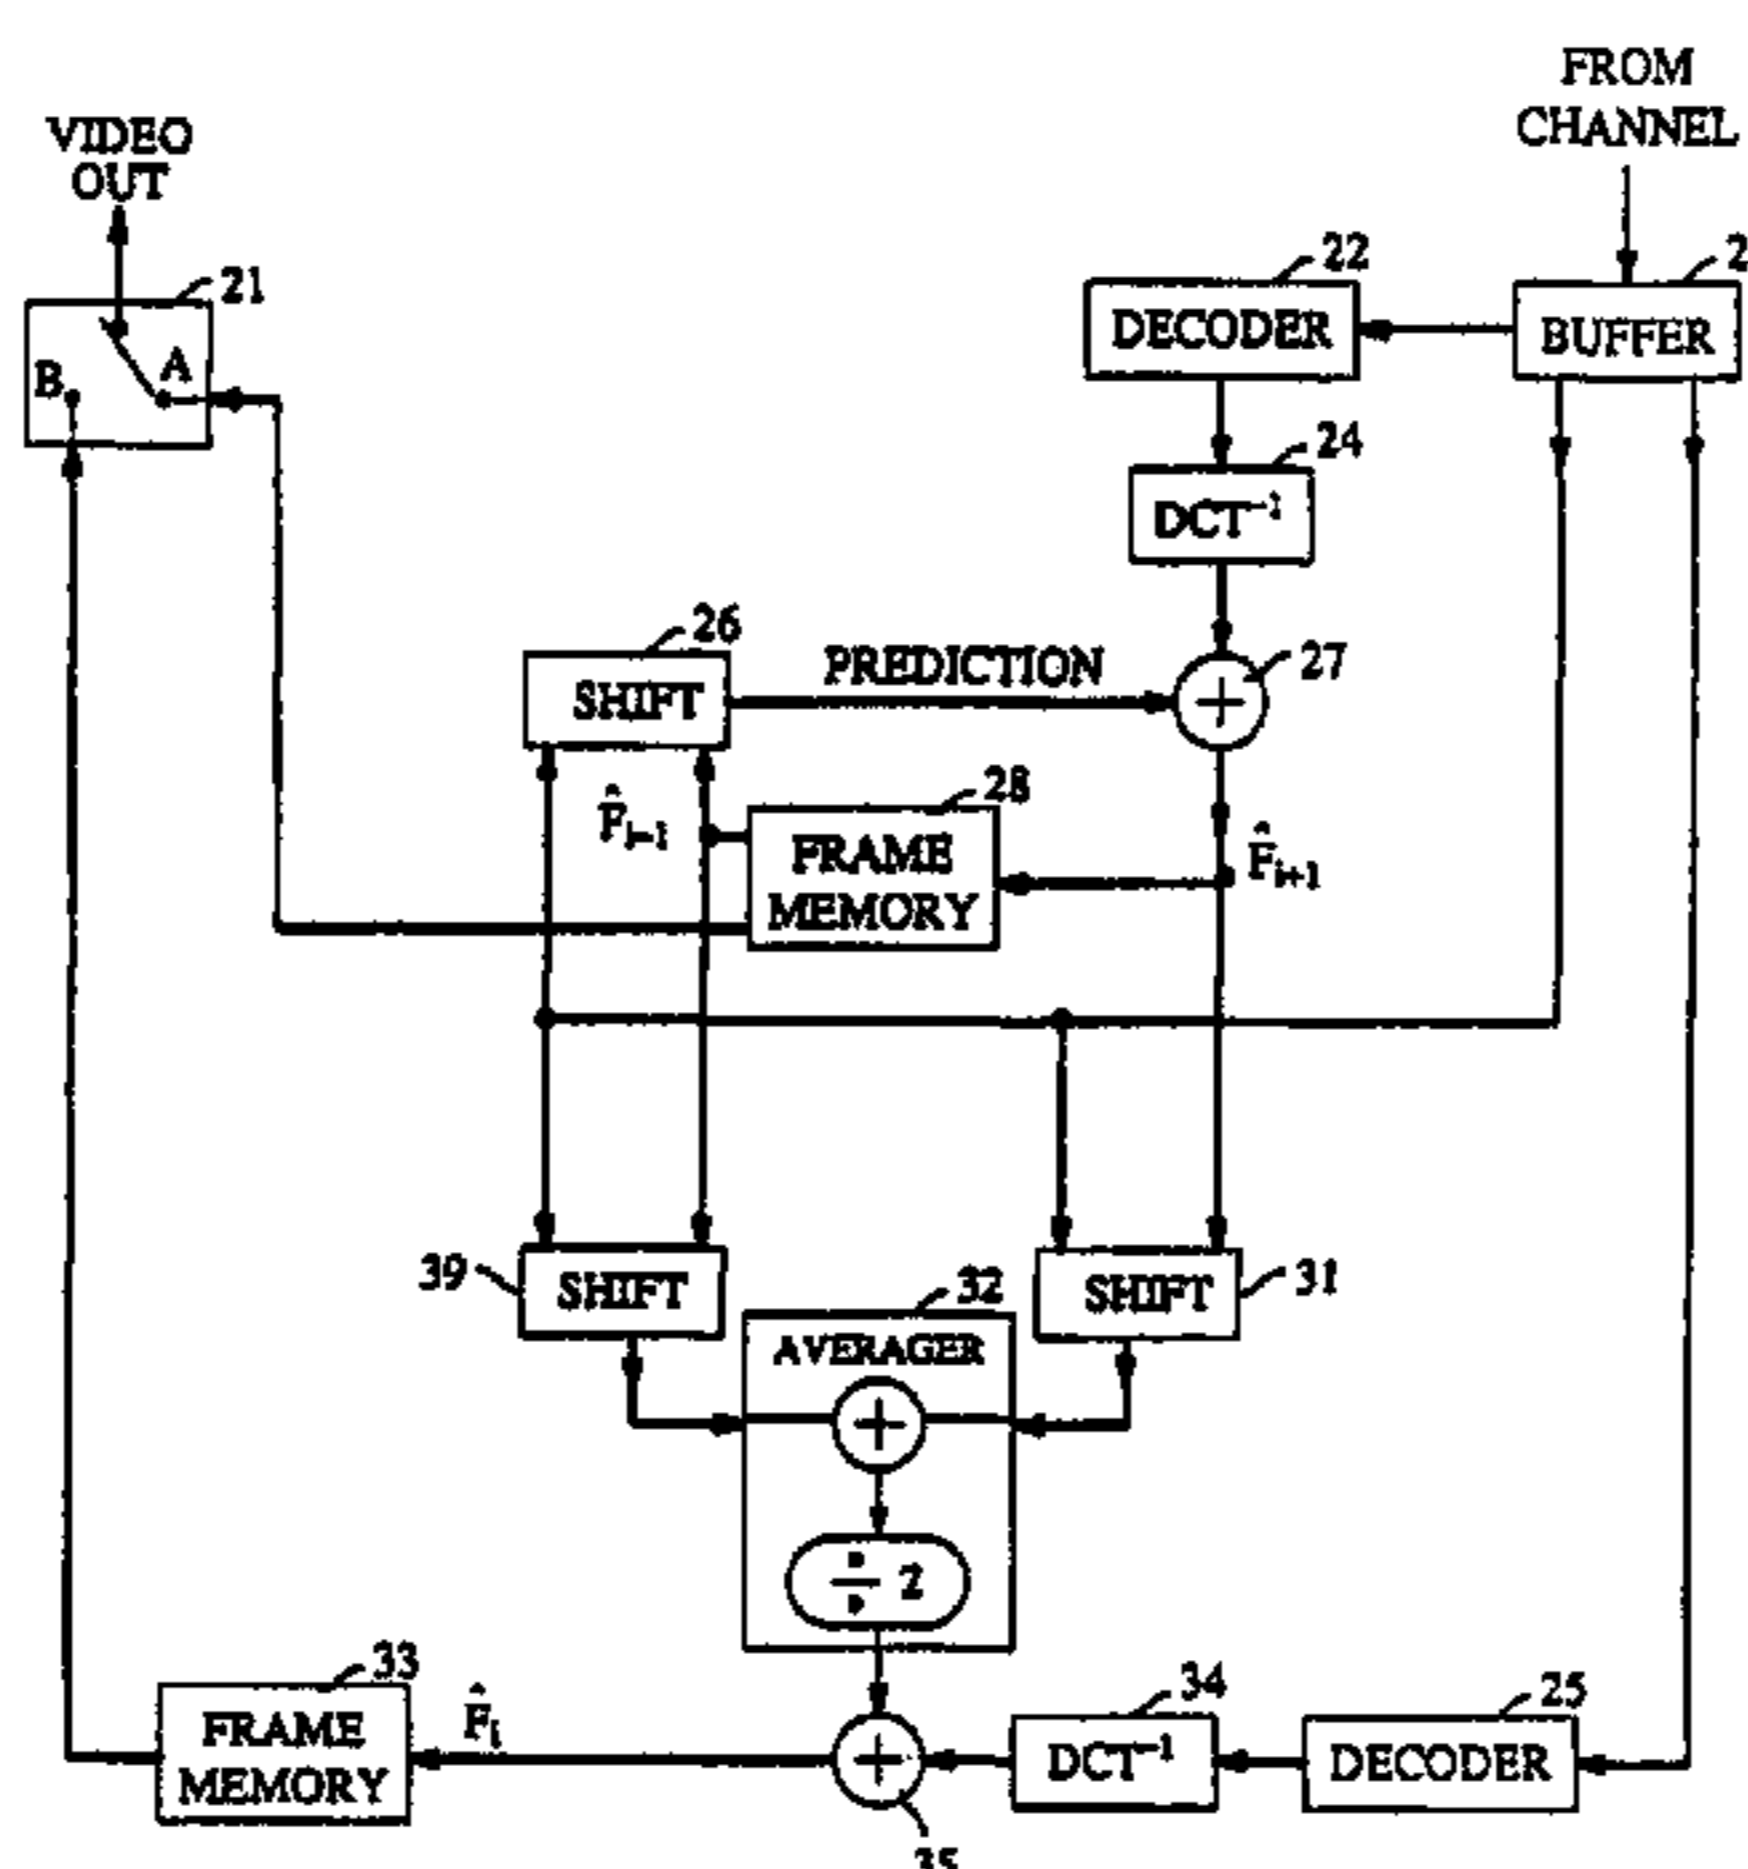 FROM
CHANNEL
VIDEO
OUT
21
22
2
DECODER
BUFFER
B
A
24
DCT⁻¹
26
PREDICTION
27
SHIFT
+
28
F̂ᵢ₋₁
FRAME
MEMORY
F̂ᵢ₊₁
39
SHIFT
32
SHIFT
31
AVERAGER
+
÷ 2
33
34
25
FRAME
MEMORY
F̂ᵢ
+
DCT⁻¹
DECODER
35